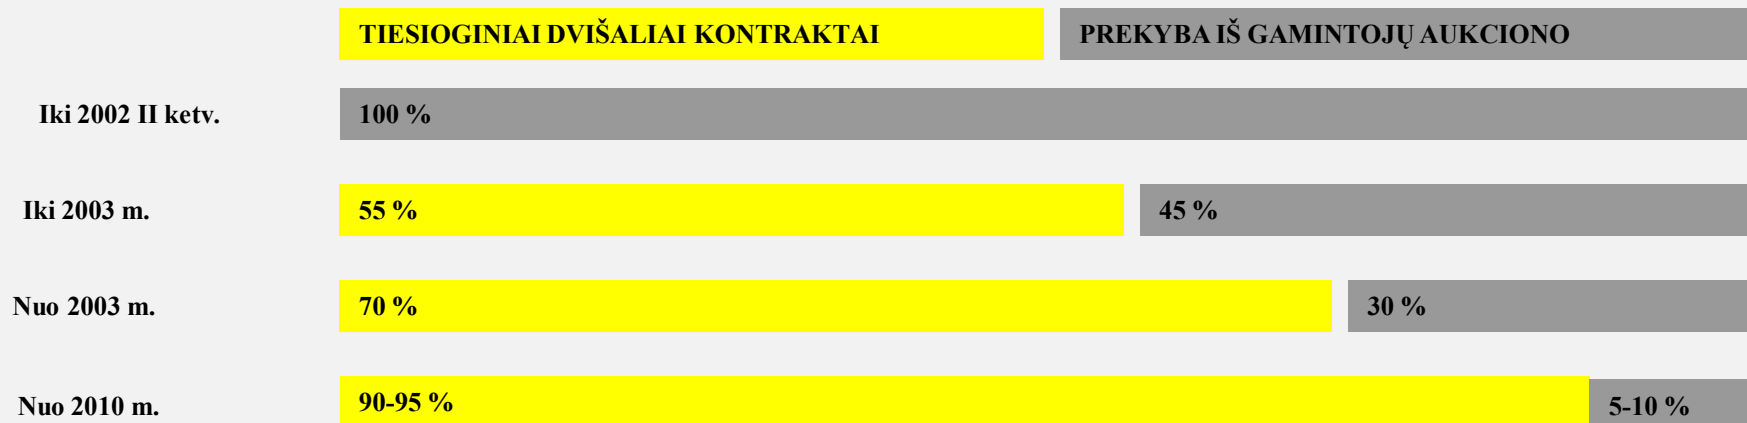 TIESIOGINIAI DVIŠALIAI KONTRAKTAI PREKYBA IŠ GAMINTOJŲ AUKCIONO
Iki 2002 II ketv. 100 %
Iki 2003 m. 55 % 45 %
Nuo 2003 m. 70 % 30 %
Nuo 2010 m. 90-95 % 5-10 %